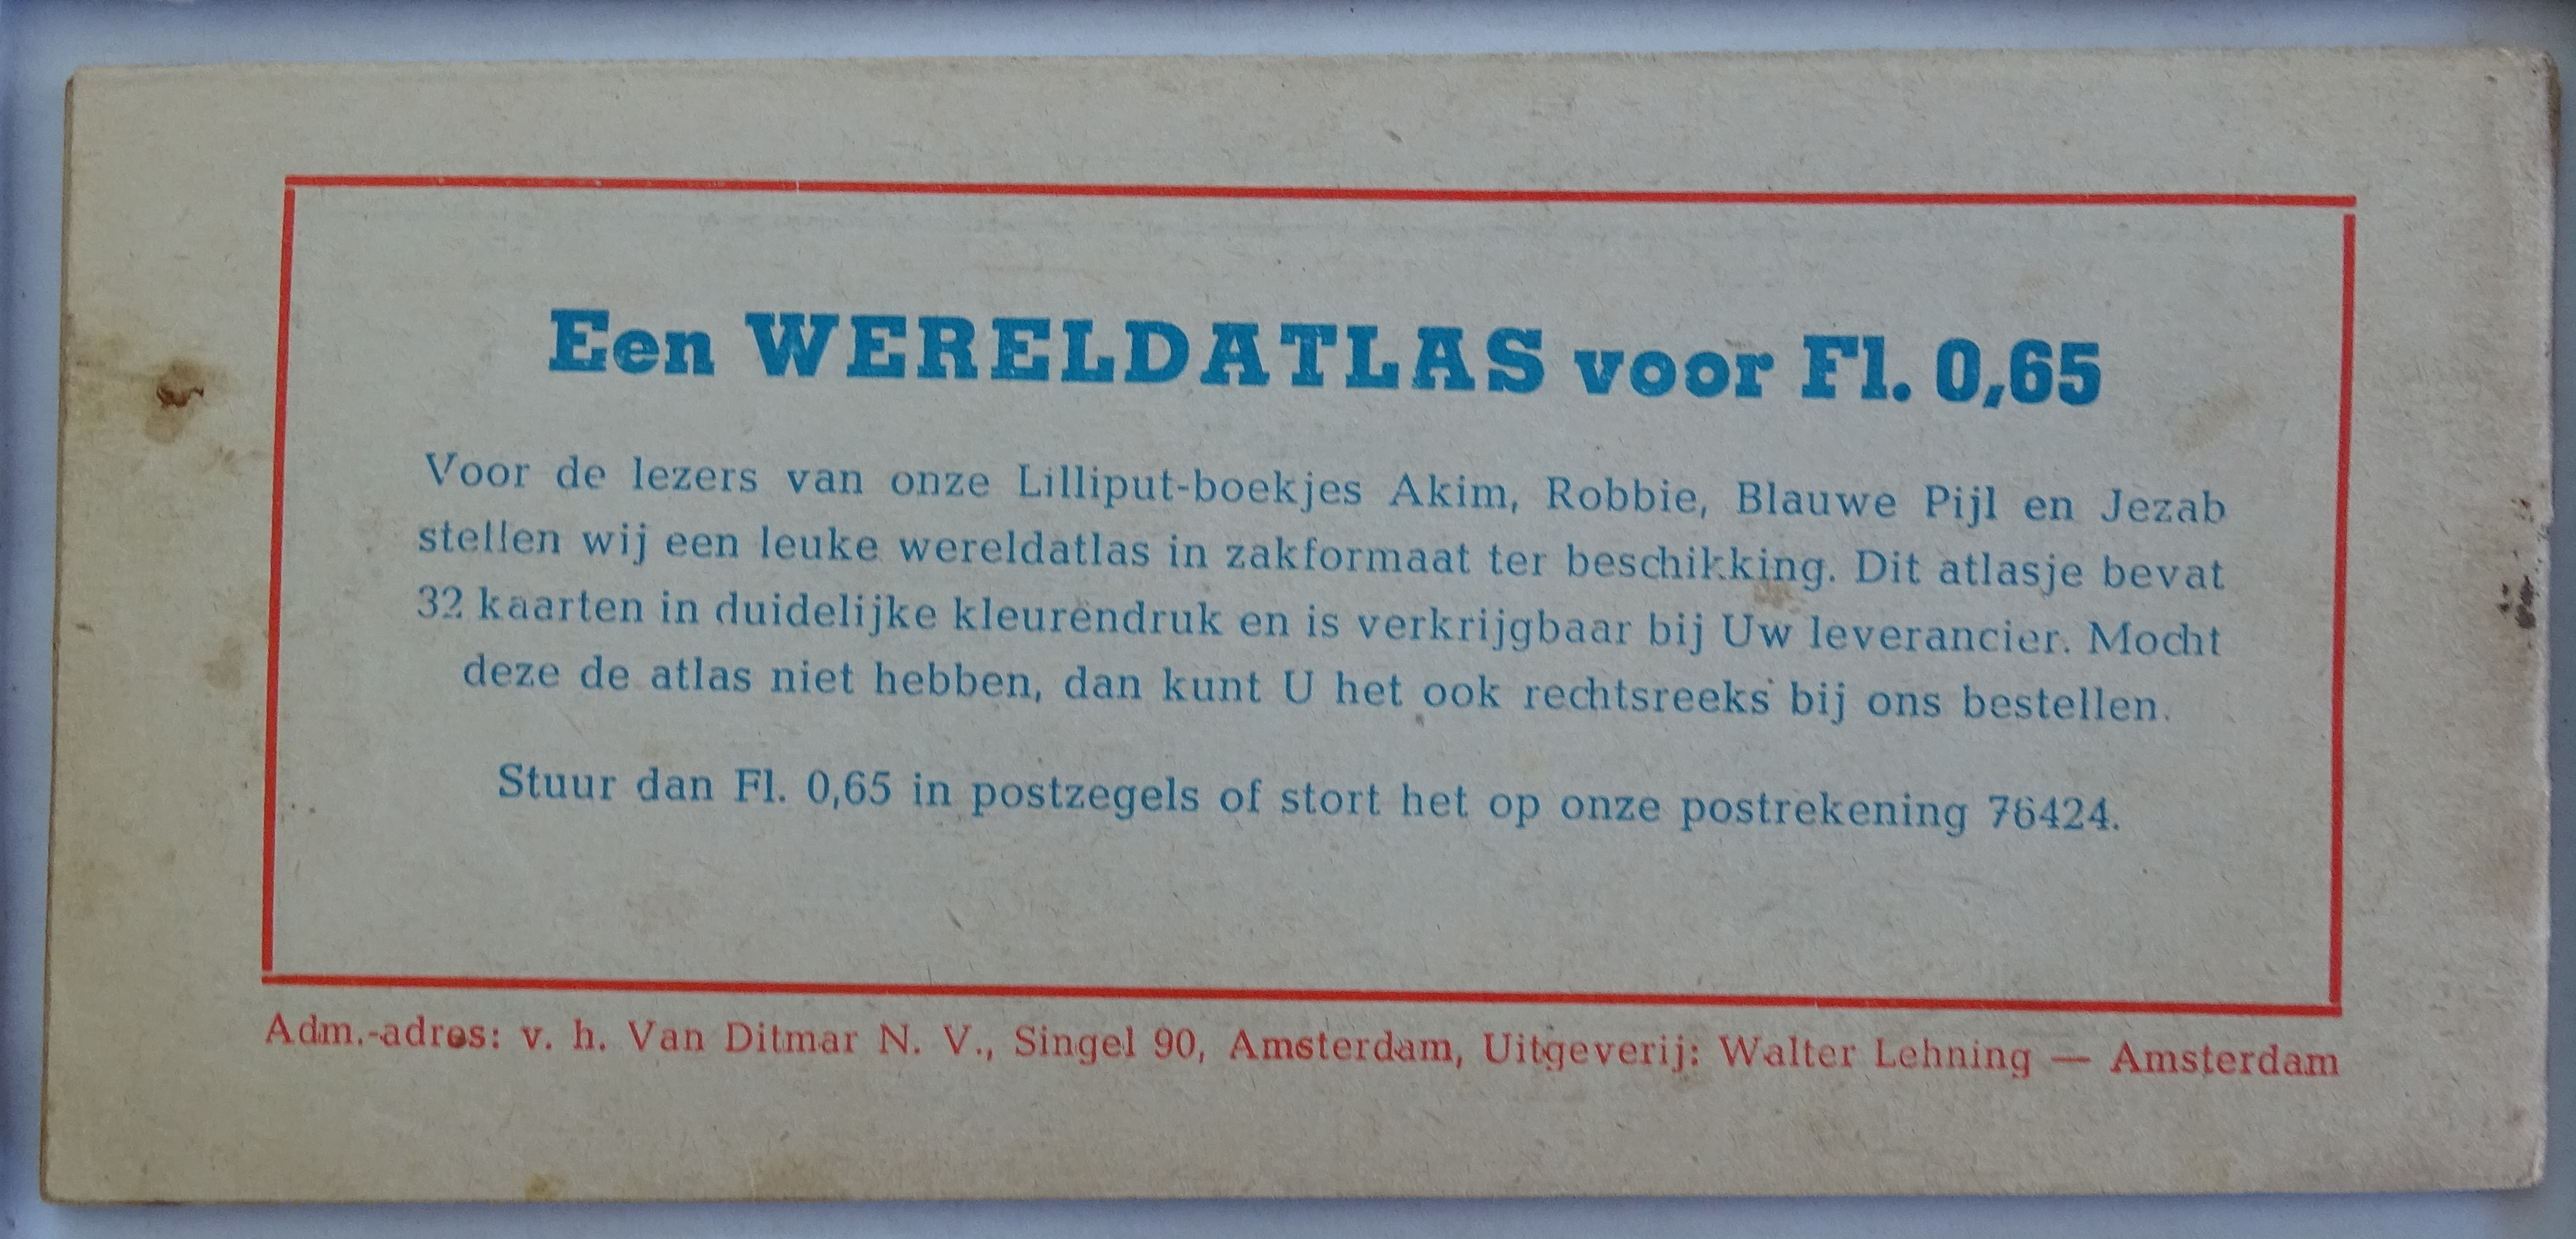 Een WERELDATLAS voor Fl. 0,65
Voor de lezers van onze Lilliput-boekjes Akim, Robbie, Blauwe Pijl en Jezab
stellen wij een leuke wereldatlas in zakformaat ter beschikking. Dit atlasje bevat
32 kaarten in duidelijke kleurendruk en is verkrijgbaar bij Uw leverancier. Mocht
deze de atlas niet hebben, dan kunt U het ook rechtsreeks bij ons bestellen.
Stuur dan Fl. 0,65 in postzegels of stort het op onze postrekening 76424.
Adm.-adres: v. h. Van Ditmar N. V., Singel 90, Amsterdam, Uitgeverij: Walter Lehning — Amsterdam